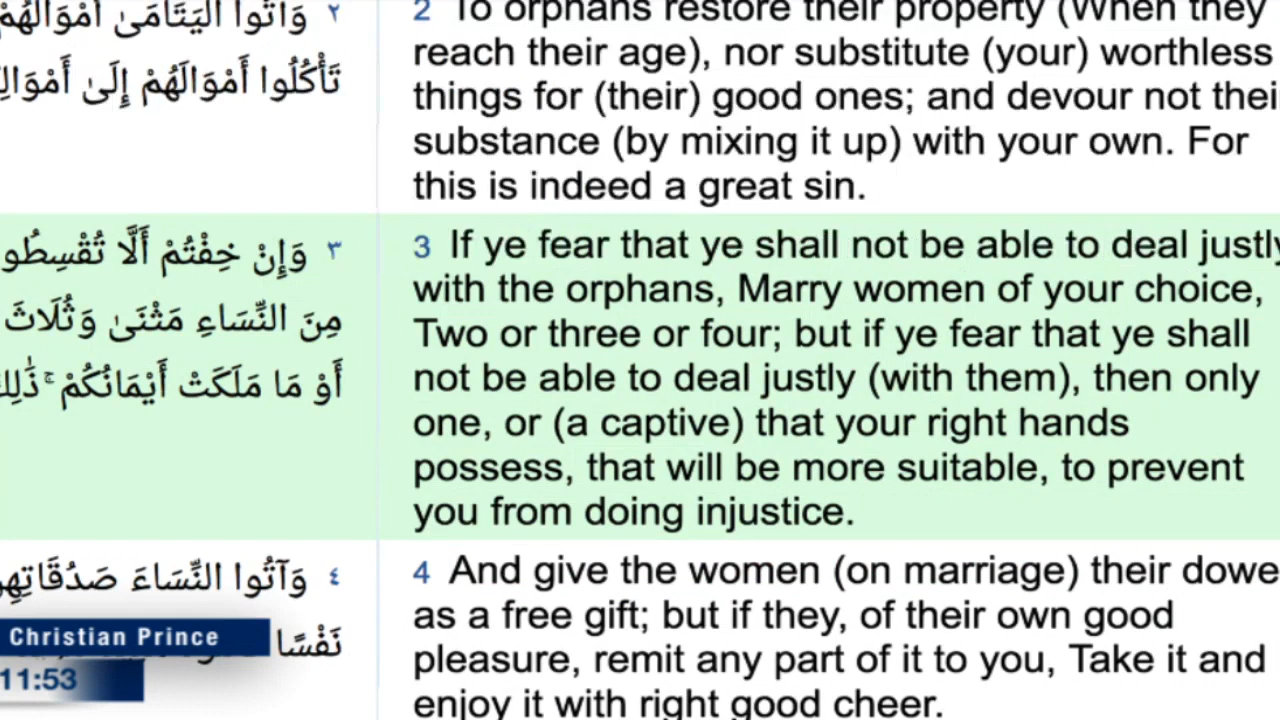 ٢ وَآتُوا الْيَتَامَىٰ أَمْوَالَهُمْ
تَأْكُلُوا أَمْوَالَهُمْ إِلَىٰ
٣ وَإِنْ خِفْتُمْ أَلَّا
مِنَ النِّسَاءِ مَثْنَىٰ وَثُلَاثَ
أَوْ مَا مَلَكَتْ أَيْمَانُكُمْ ۚ
٤ وَآتُوا النِّسَاءَ
نَفْسًا
2 To orphans restore their property (When they
reach their age), nor substitute (your) worthless
things for (their) good ones; and devour not thei
substance (by mixing it up) with your own. For
this is indeed a great sin.
3 If ye fear that ye shall not be able to deal justly
with the orphans, Marry women of your choice,
Two or three or four; but if ye fear that ye shall
not be able to deal justly (with them), then only
one, or (a captive) that your right hands
possess, that will be more suitable, to prevent
you from doing injustice.
4 And give the women (on marriage) their dowe
as a free gift; but if they, of their own good
pleasure, remit any part of it to you, Take it and
enjoy it with right good cheer.
Christian Prince
11:53